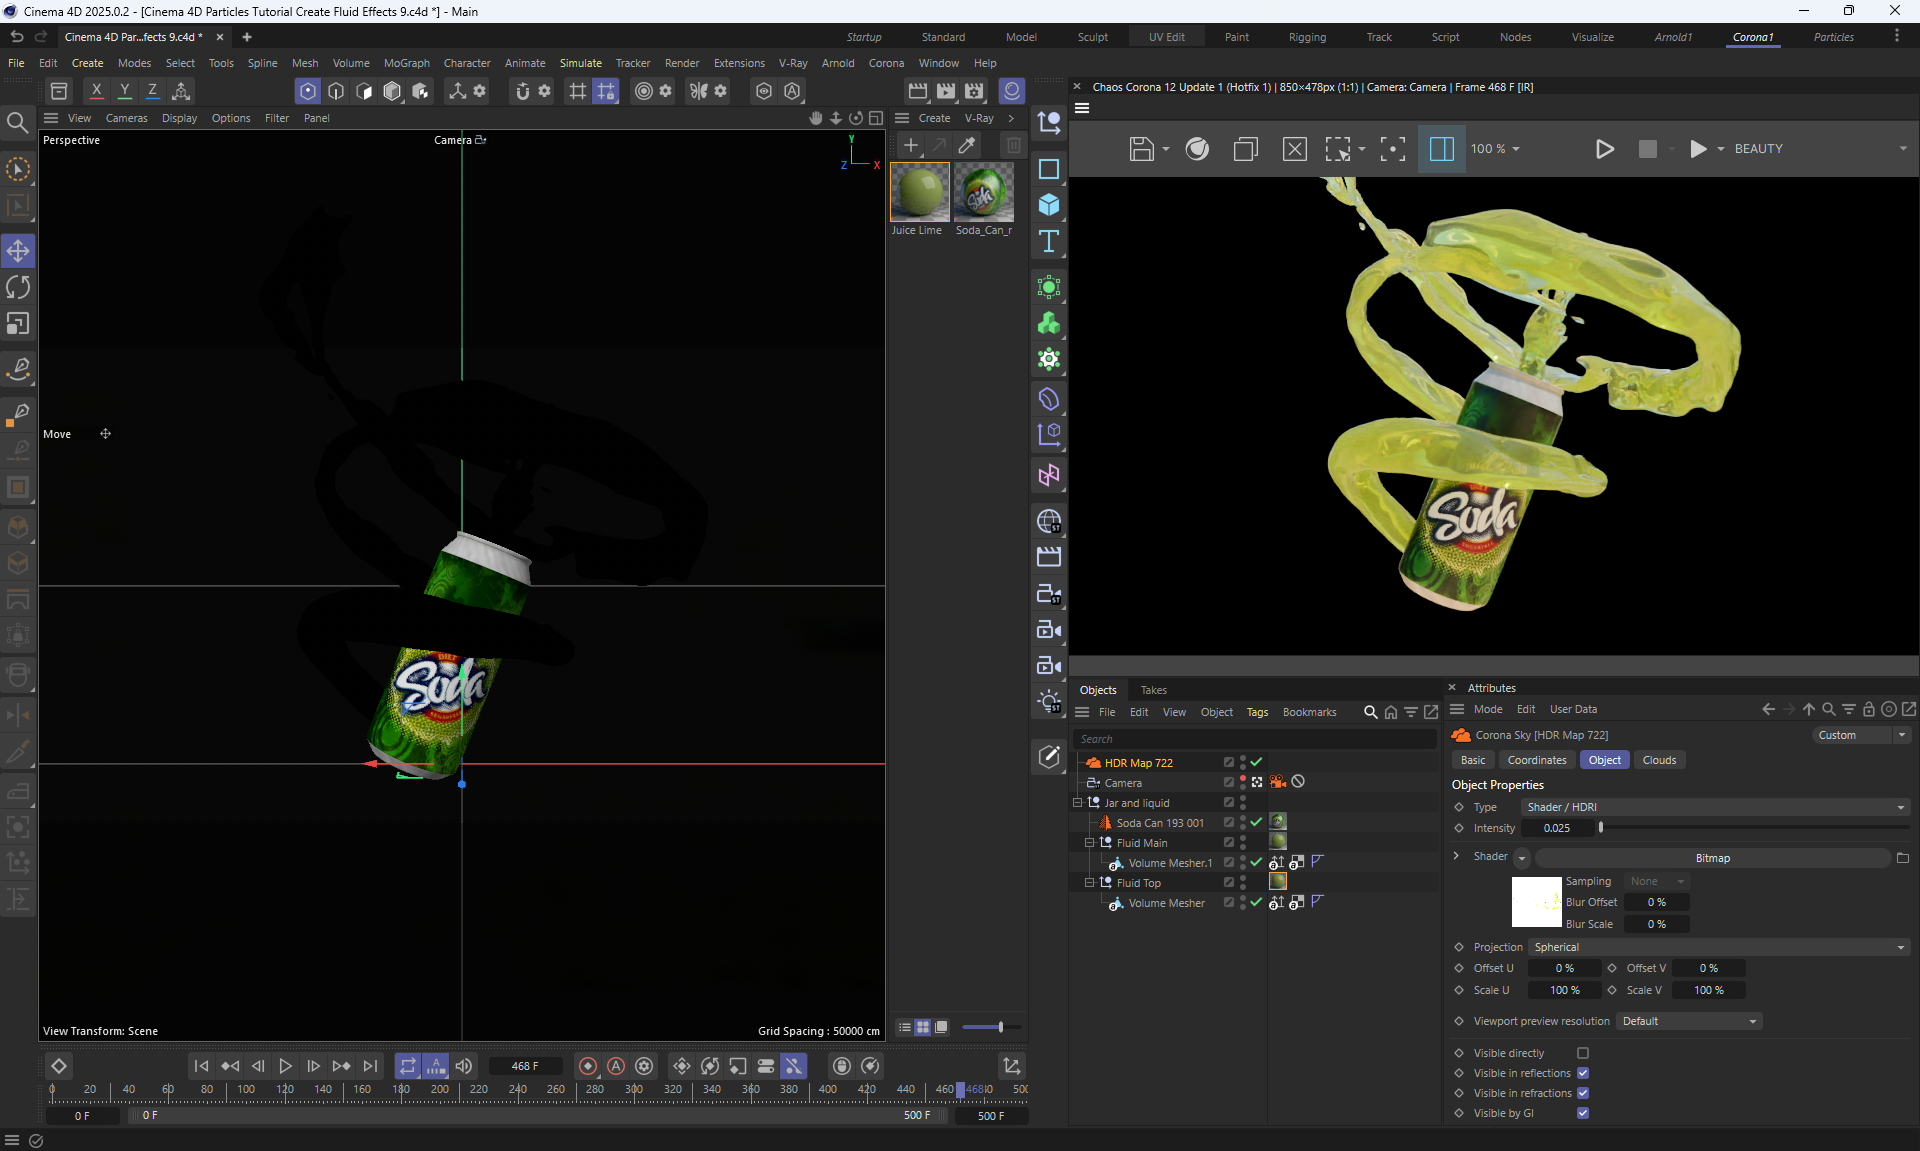 Cinema 4D 2025.0.2 - [Cinema 4D Particles Tutorial Create Fluid Effects 9.c4d *] - Main
Cinema 4D Par...fects 9.c4d *
Startup Standard Model Sculpt UV Edit Paint Rigging Track Script Nodes Visualize Arnold1 Corona1 Particles
File Edit Create Modes Select Tools Spline Mesh Volume MoGraph Character Animate Simulate Tracker Render Extensions V-Ray Arnold Corona Window Help
X Y Z
Chaos Corona 12 Update 1 (Hotfix 1) | 850×478px (1:1) | Camera: Camera | Frame 468 F [IR]
View Cameras Display Options Filter Panel
Create V-Ray
Perspective
Camera
Y
Z X
100 %
BEAUTY
Juice Lime
Soda_Can_r
Move
Soda
DIET
Soda
View Transform: Scene
Grid Spacing : 50000 cm
Objects Takes
File Edit View Object Tags Bookmarks
Search
HDR Map 722
Camera
Jar and liquid
Soda Can 193 001
Fluid Main
Volume Mesher.1
Fluid Top
Volume Mesher
Attributes
Mode Edit User Data
Corona Sky [HDR Map 722]
Custom
Basic Coordinates Object Clouds
Object Properties
Type Shader / HDRI
Intensity 0.025
Shader Bitmap
Sampling None
Blur Offset 0 %
Blur Scale 0 %
Projection Spherical
Offset U 0 % Offset V 0 %
Scale U 100 % Scale V 100 %
Viewport preview resolution Default
Visible directly
Visible in reflections
Visible in refractions
Visible by GI
468 F
0 20 40 60 80 100 120 140 160 180 200 220 240 260 280 300 320 340 360 380 400 420 440 460 468 500
0 F 0 F 500 F 500 F